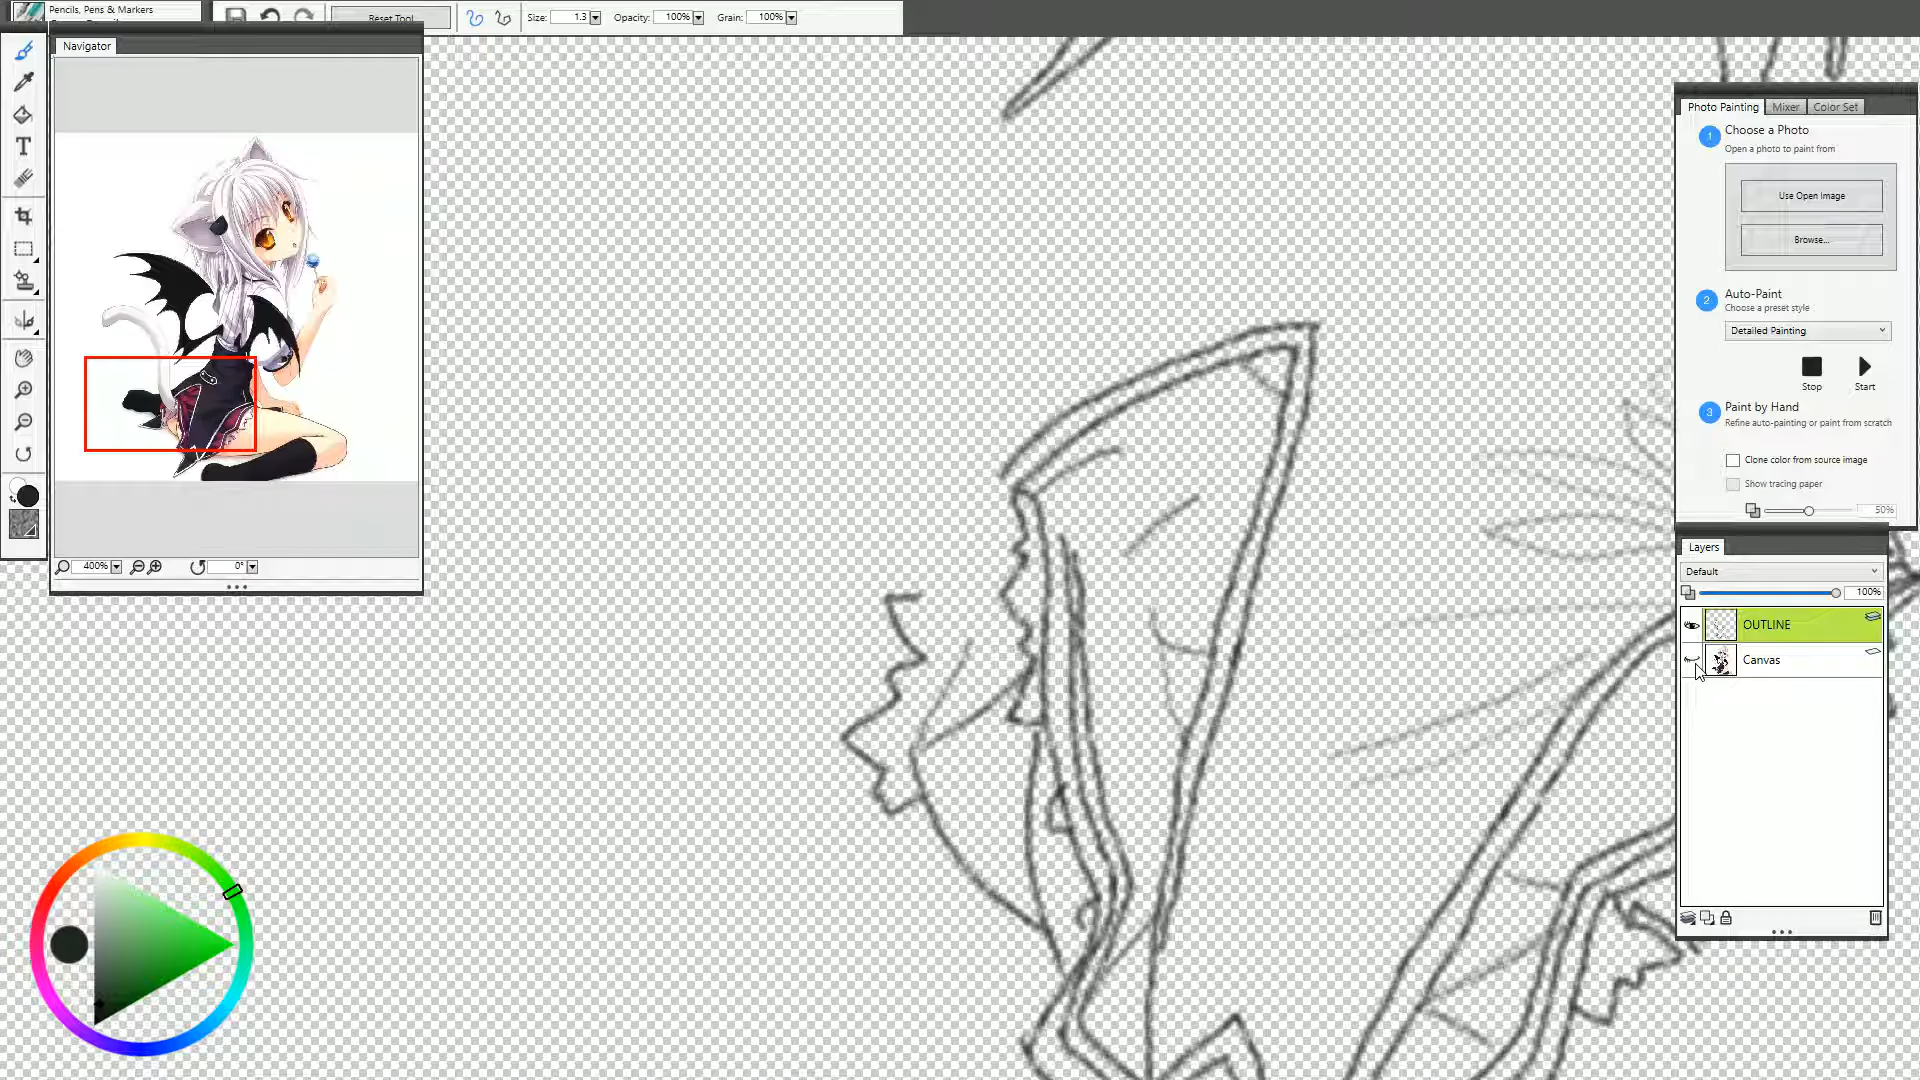 Pencils, Pens & Markers
Reset Tool
Size: 1.3
Opacity: 100%
Grain: 100%
Navigator
400%
0°
T
Photo Painting
Mixer
Color Set
1
Choose a Photo
Open a photo to paint from
Use Open Image
Browse...
2
Auto-Paint
Choose a preset style
Detailed Painting
Stop
Start
3
Paint by Hand
Refine auto-painting or paint from scratch
Clone color from source image
Show tracing paper
50%
Layers
Default
100%
OUTLINE
Canvas